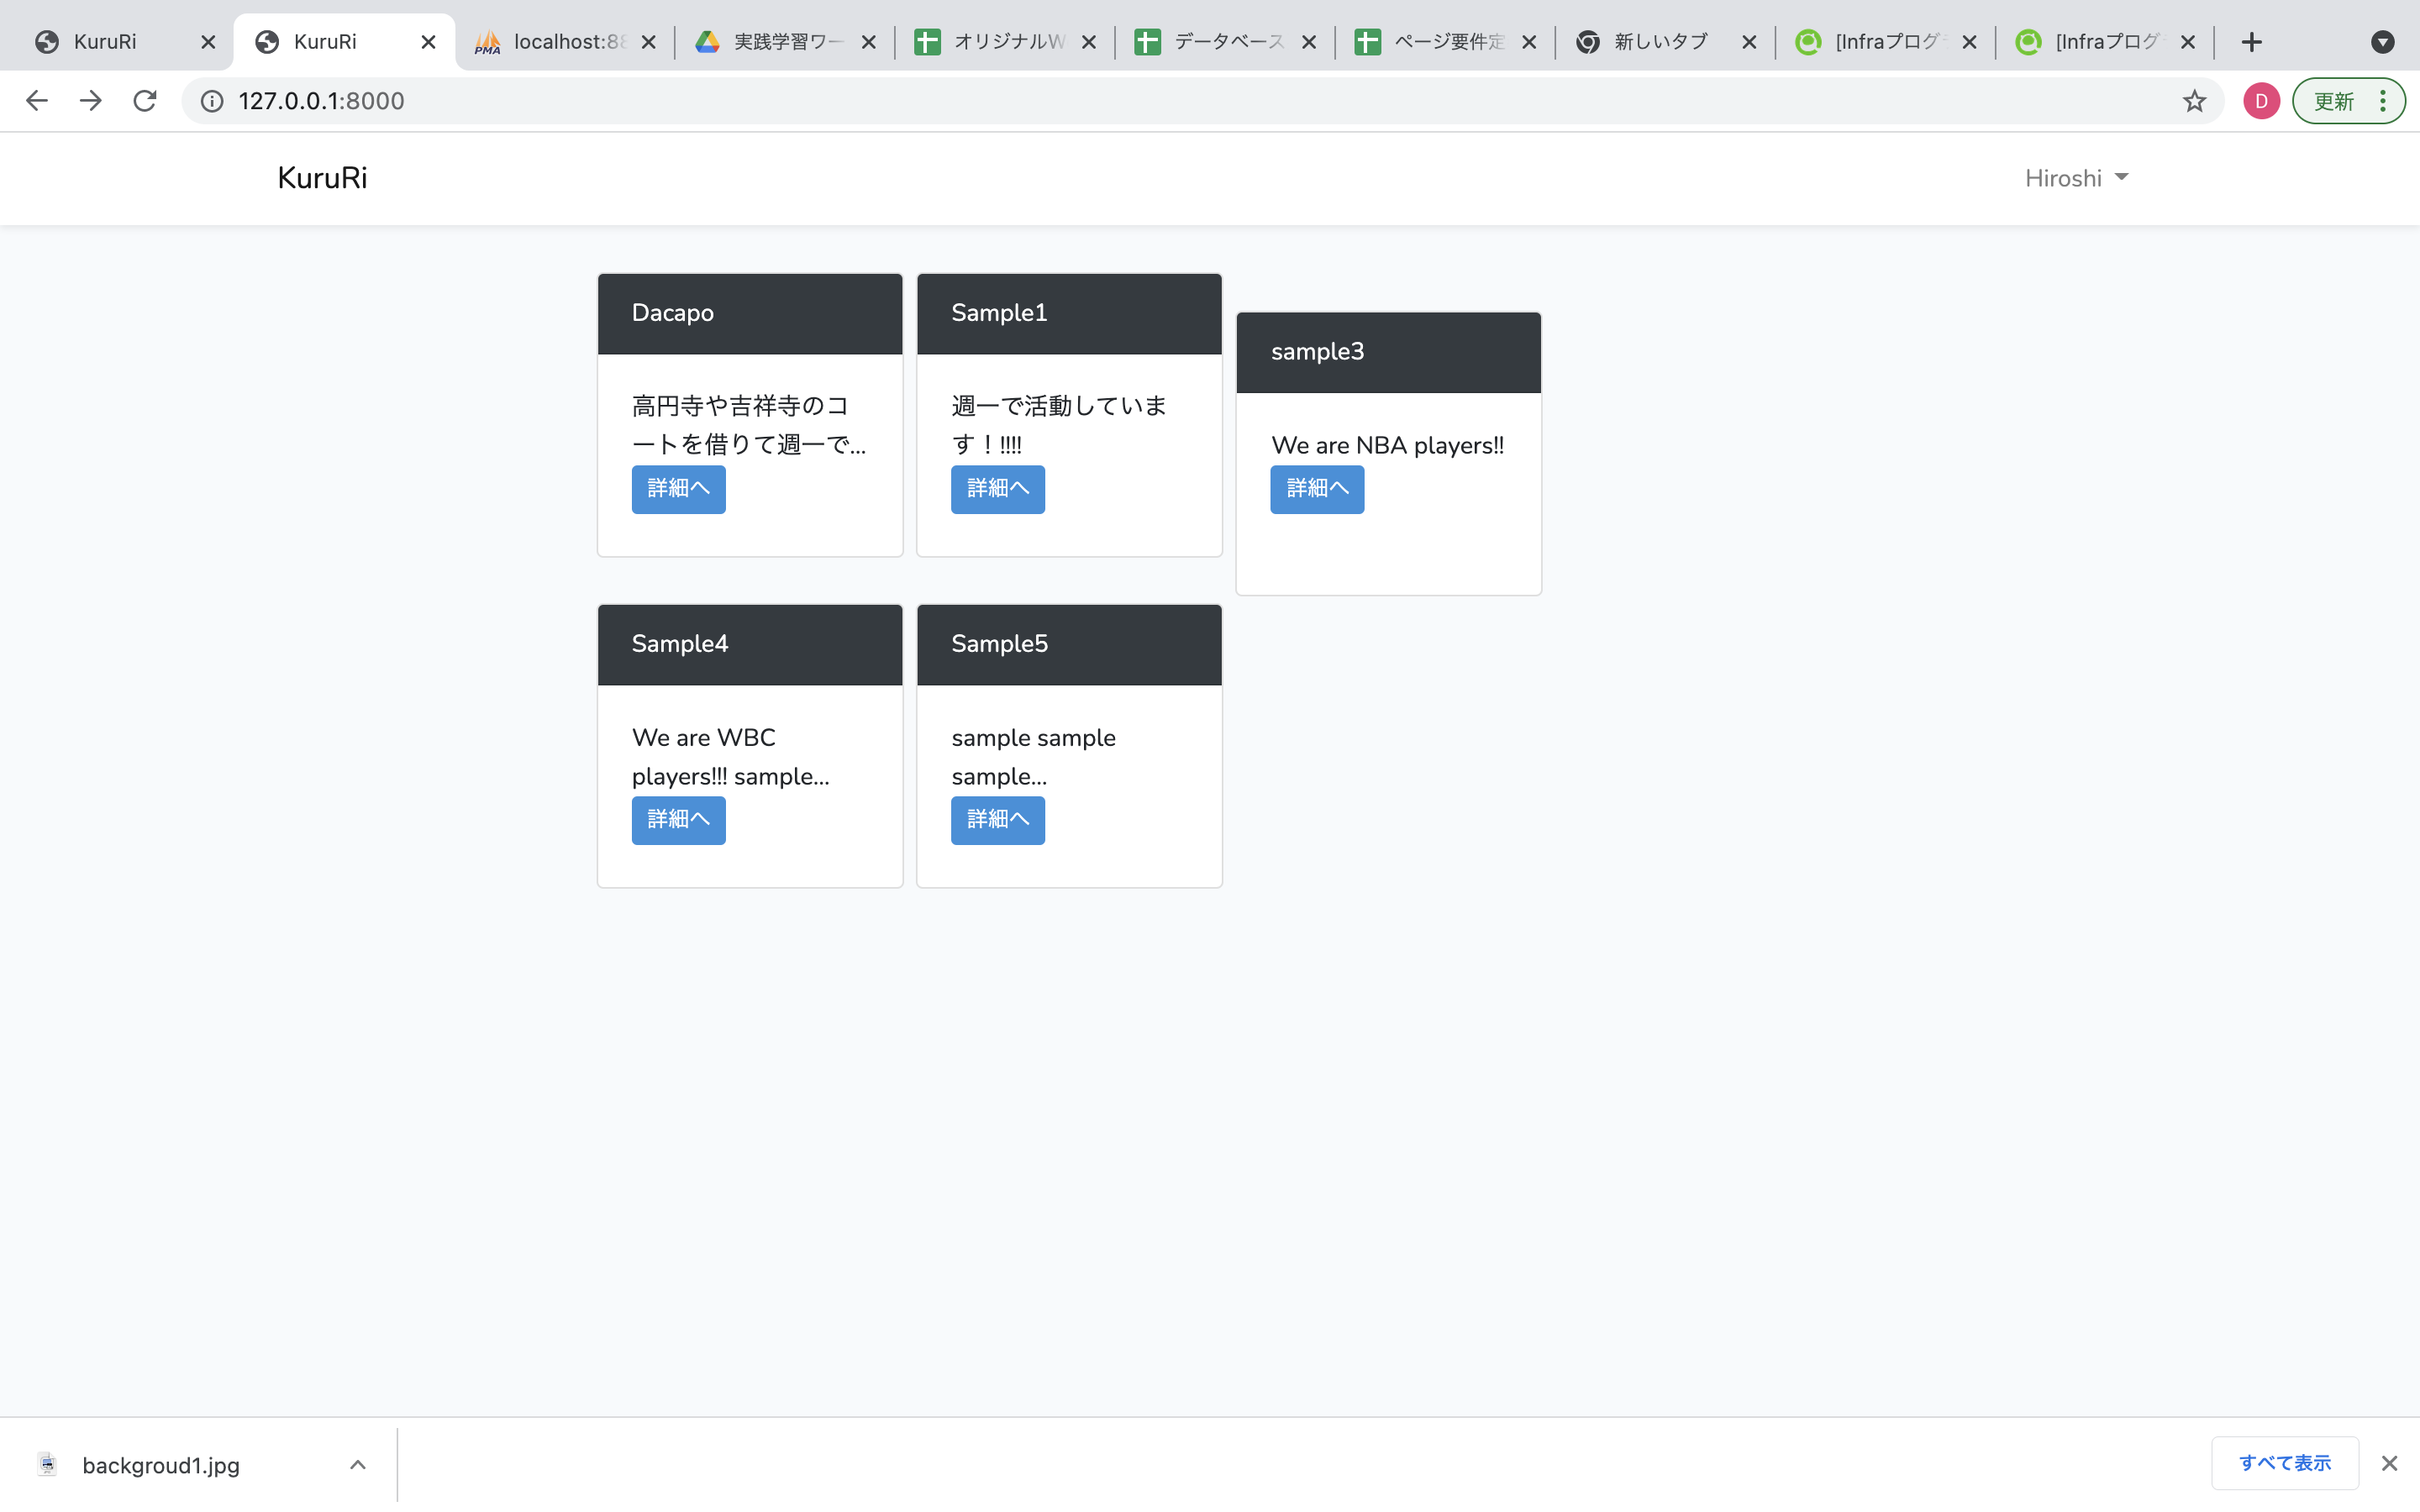 KuruRi
KuruRi
localhost:88
実践学習ワー
オリジナルW
データベース
ページ要件定
新しいタブ
[Infraプログ
[Infraプログ
127.0.0.1:8000
D
更新
KuruRi
Hiroshi
Dacapo
高円寺や吉祥寺のコ
ートを借りて週一で...
詳細へ
Sample1
週一で活動していま
す！!!!!
詳細へ
sample3
We are NBA players!!
詳細へ
Sample4
We are WBC
players!!! sample...
詳細へ
Sample5
sample sample
sample...
詳細へ
backgroud1.jpg
すべて表示